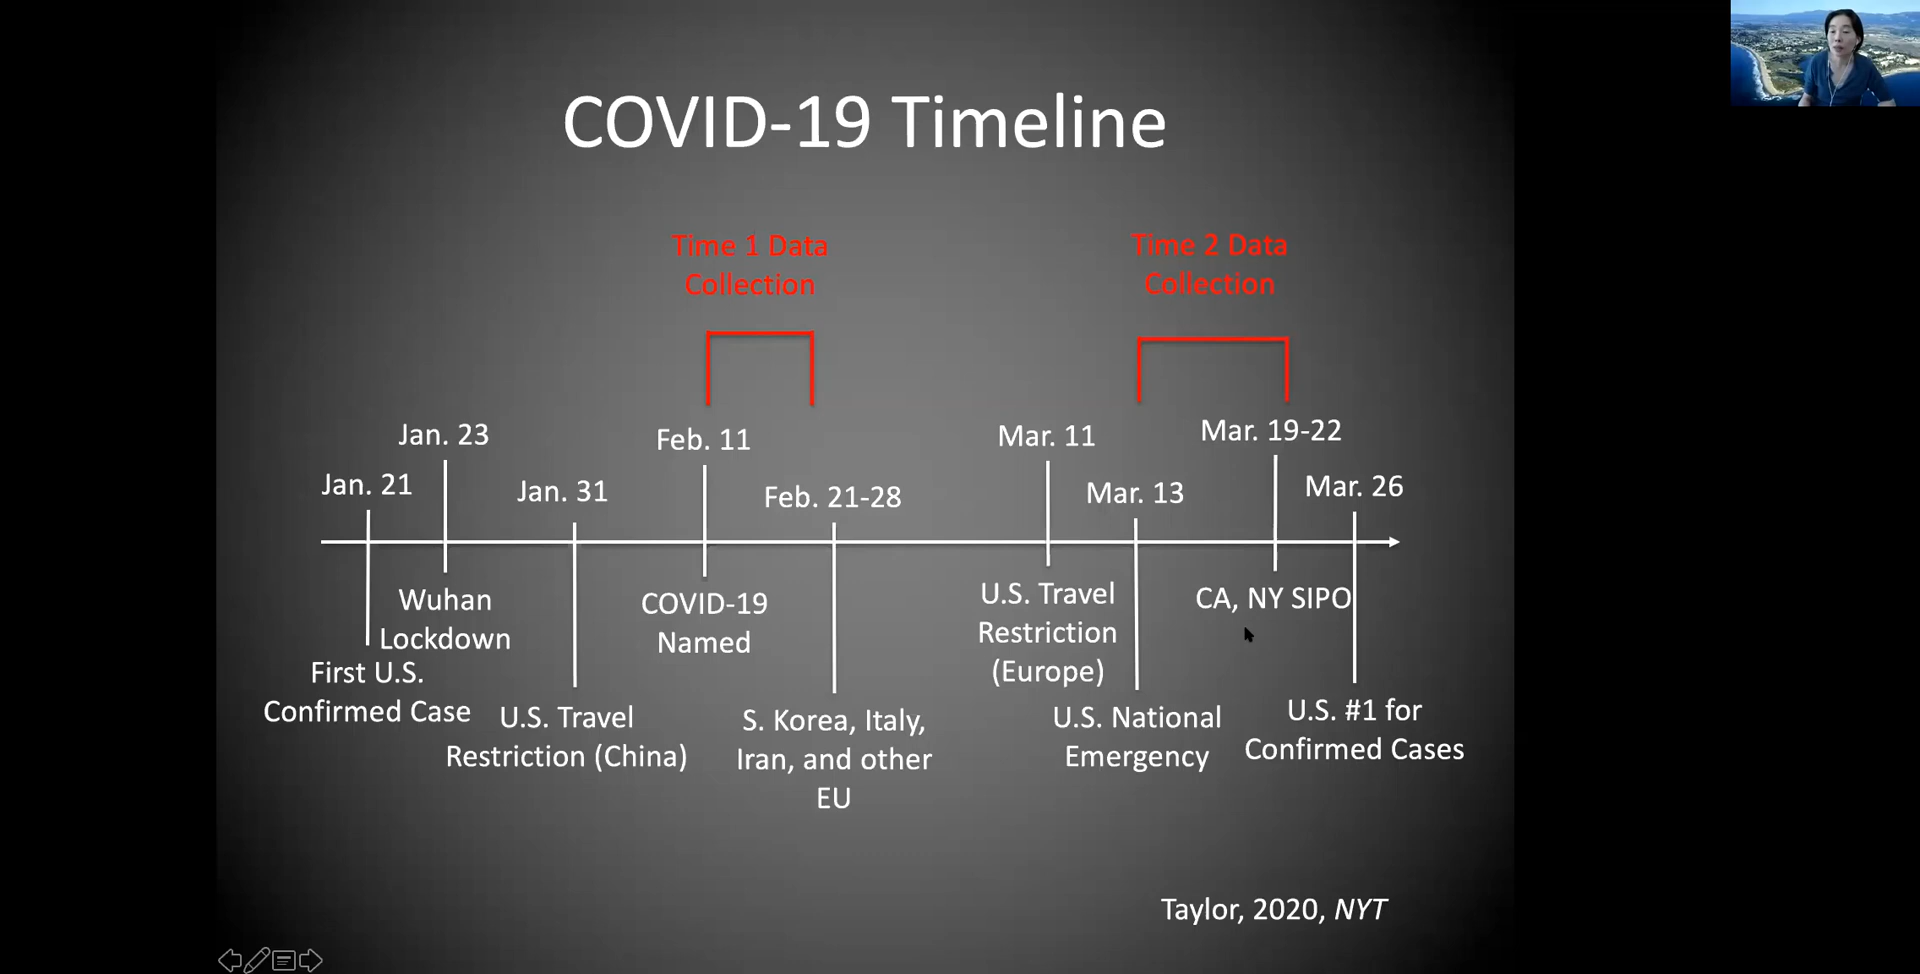 COVID-19 Timeline
Time 1 Data
Collection
Time 2 Data
Collection
Jan. 21
Jan. 23
Jan. 31
Feb. 11
Feb. 21-28
Mar. 11
Mar. 13
Mar. 19-22
Mar. 26
First U.S.
Confirmed Case
Wuhan
Lockdown
U.S. Travel
Restriction (China)
COVID-19
Named
S. Korea, Italy,
Iran, and other
EU
U.S. Travel
Restriction
(Europe)
U.S. National
Emergency
CA, NY SIPO
U.S. #1 for
Confirmed Cases
Taylor, 2020, NYT